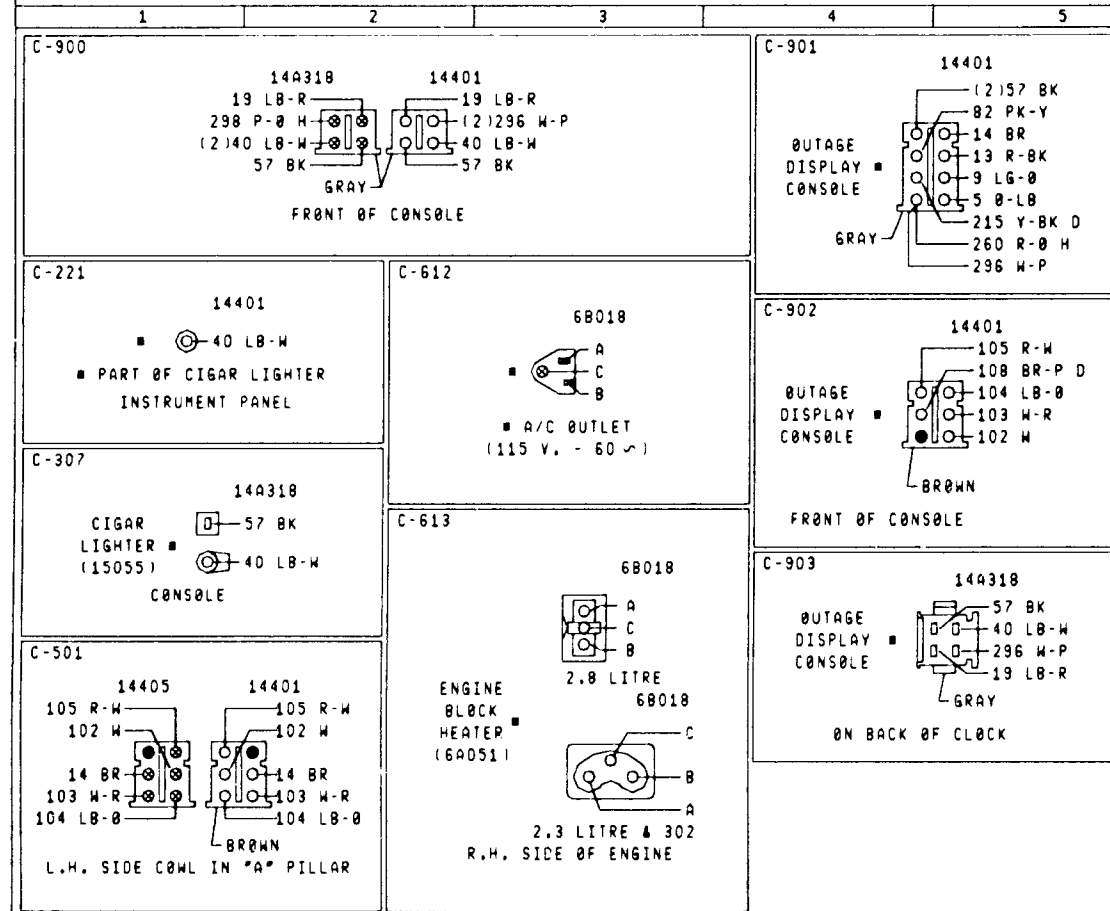 1 2 3 4 5
C-900
14A318 14401
19 LB-R 19 LB-R
298 P-O H (2)296 W-P
(2)40 LB-W 40 LB-W
57 BK 57 BK
GRAY
FRONT OF CONSOLE
C-901
14401
(2)57 BK
82 PK-Y
14 BR
13 R-BK
9 LG-O
5 O-LB
215 Y-BK D
260 R-O H
296 W-P
OUTAGE
DISPLAY ■
CONSOLE
GRAY
C-221
14401
■ 40 LB-W
■ PART OF CIGAR LIGHTER
INSTRUMENT PANEL
C-612
6B018
A
■ C
B
■ A/C OUTLET
(115 V. - 60 ∿)
C-902
14401
105 R-W
108 BR-P D
104 LB-O
103 W-R
102 W
OUTAGE
DISPLAY ■
CONSOLE
BROWN
FRONT OF CONSOLE
C-307
14A318
CIGAR
LIGHTER ■
(15055)
57 BK
40 LB-W
CONSOLE
C-613
6B018
A
C
B
2.8 LITRE
ENGINE
BLOCK
HEATER ■
(6A051)
6B018
C
B
A
2.3 LITRE & 302
R.H. SIDE OF ENGINE
C-903
14A318
57 BK
40 LB-W
296 W-P
19 LB-R
OUTAGE
DISPLAY ■
CONSOLE
GRAY
ON BACK OF CLOCK
C-501
14405 14401
105 R-W 105 R-W
102 W 102 W
14 BR 14 BR
103 W-R 103 W-R
104 LB-O 104 LB-O
BROWN
L.H. SIDE COWL IN "A" PILLAR